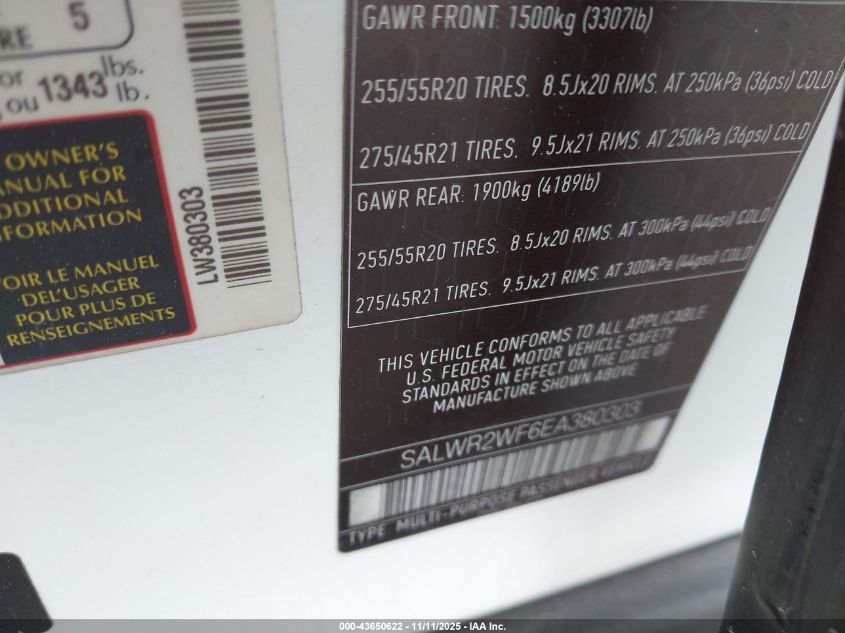 5
RE
or
, ou 1343 lbs.
lb.
OWNER'S
ANUAL FOR
DDITIONAL
FORMATION
OIR LE MANUEL
DEL'USAGER
POUR PLUS DE
RENSEIGNEMENTS
LW380303
GAWR FRONT 1500kg (3307lb)
255/55R20 TIRES. 8.5Jx20 RIMS. AT 250kPa (36psi) COLD
275/45R21 TIRES. 9.5Jx21 RIMS. AT 250kPa (36psi) COLD
GAWR REAR: 1900kg (4189lb)
255/55R20 TIRES. 8.5Jx20 RIMS. AT 300kPa (44psi) COLD
275/45R21 TIRES. 9.5Jx21 RIMS. AT 300kPa (44psi) COLD
THIS VEHICLE CONFORMS TO ALL APPLICABLE
U.S. FEDERAL MOTOR VEHICLE SAFETY
STANDARDS IN EFFECT ON THE DATE OF
MANUFACTURE SHOWN ABOVE
SALWR2WF6EA380303
TYPE MULTI-PURPOSE PASSENGER VEHICLE
000-43650622 - 11/11/2025 - IAA Inc.